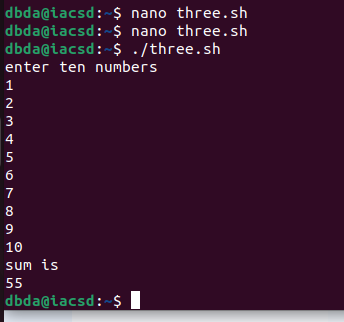 dbda@iacsd:~$ nano three.sh
dbda@iacsd:~$ nano three.sh
dbda@iacsd:~$ ./three.sh
enter ten numbers
1
2
3
4
5
6
7
8
9
10
sum is
55
dbda@iacsd:~$